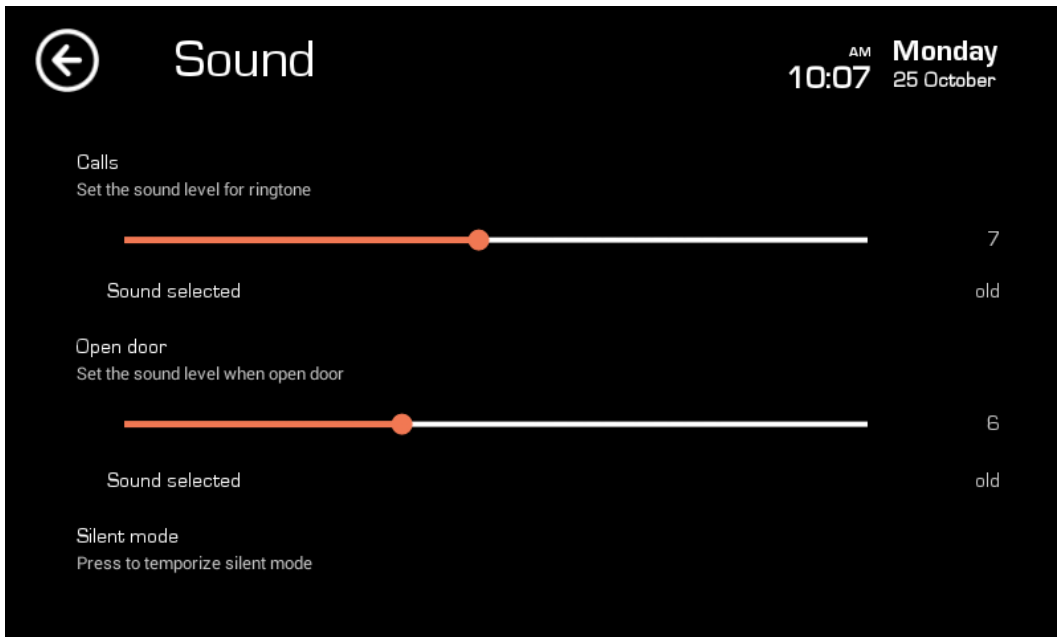 Sound
AM
10:07
Monday
25 October
Calls
Set the sound level for ringtone
7
Sound selected old
Open door
Set the sound level when open door
6
Sound selected old
Silent mode
Press to temporize silent mode